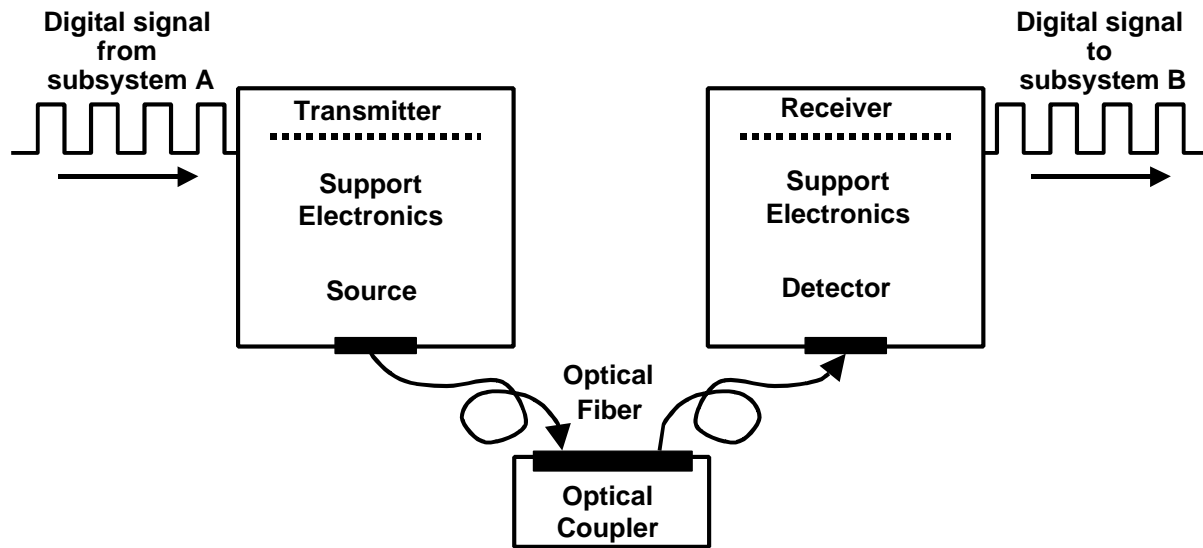 Digital signal
from
subsystem A
Transmitter
Support
Electronics
Source
Digital signal
to
subsystem B
Receiver
Support
Electronics
Detector
Optical
Fiber
Optical
Coupler